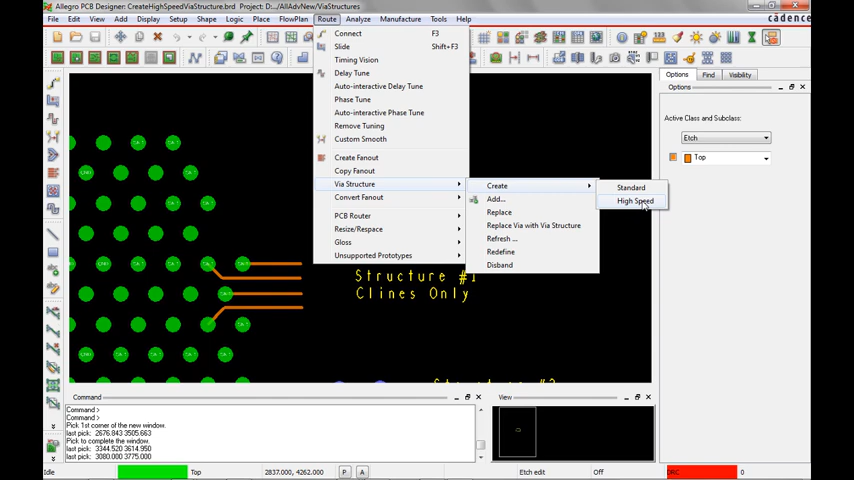 Allegro PCB Designer: CreateHighSpeedViaStructure.brd  Project: D:.../AllAdvNew/ViaStructures
File Edit View Add Display Setup Shape Logic Place FlowPlan Route Analyze Manufacture Tools Help
cadence
Connect F3
Slide Shift+F3
Timing Vision
Delay Tune
Auto-interactive Delay Tune
Phase Tune
Auto-interactive Phase Tune
Remove Tuning
Custom Smooth
Create Fanout
Copy Fanout
Via Structure
Convert Fanout
PCB Router
Resize/Respace
Gloss
Unsupported Prototypes
Create
Add...
Replace
Replace Via with Via Structure
Refresh ...
Redefine
Disband
Standard
High Speed
Options Find Visibility
Options
Active Class and Subclass:
Etch
Top
Structure #1
Clines Only
Command
Command >
Command >
Pick 1st corner of the new window.
last pick: 2676.843 3505.663
Pick to complete the window.
last pick: 3344.520 3614.950
last pick: 3080.000 3775.000
View
Idle Top 2837.000, 4262.000 P A Etch edit Off DRC 0